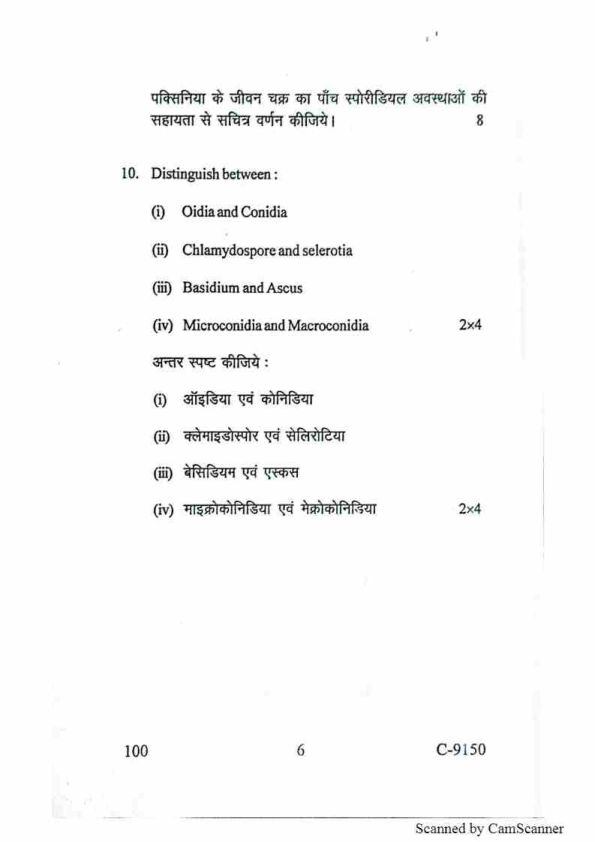 पक्सिनिया के जीवन चक्र का पाँच स्पोरीडियल अवस्थाओं की
सहायता से सचित्र वर्णन कीजिये। 8
10. Distinguish between :
(i) Oidia and Conidia
(ii) Chlamydospore and selerotia
(iii) Basidium and Ascus
(iv) Microconidia and Macroconidia 2×4
अन्तर स्पष्ट कीजिये :
(i) ऑइडिया एवं कोनिडिया
(ii) क्लेमाइडोस्पोर एवं सेलिरोटिया
(iii) बेसिडियम एवं एस्कस
(iv) माइक्रोकोनिडिया एवं मेक्रोकोनिडिया 2×4
100 6 C-9150
Scanned by CamScanner